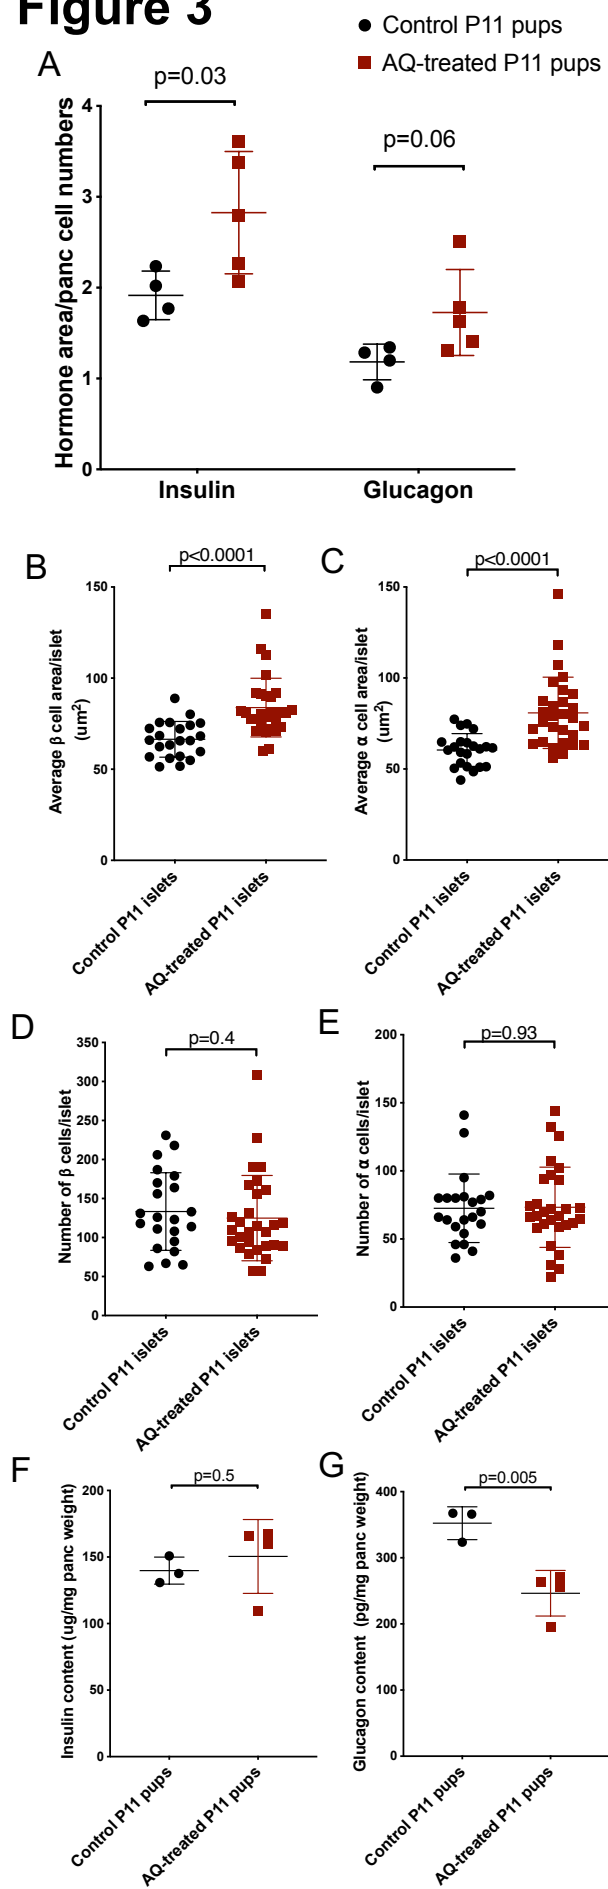 Figure 3
Control P11 pups
AQ-treated P11 pups
A
p=0.03
p=0.06
Hormone area/panc cell numbers
4
3
2
1
0
Insulin
Glucagon
B
p<0.0001
Average β cell area/islet
(um²)
150
100
50
0
Control P11 islets
AQ-treated P11 islets
C
p<0.0001
Average α cell area/islet
(um²)
150
100
50
0
Control P11 islets
AQ-treated P11 islets
D
p=0.4
Number of β cells/islet
350
300
250
200
150
100
50
0
Control P11 islets
AQ-treated P11 islets
E
p=0.93
Number of α cells/islet
200
150
100
50
0
Control P11 islets
AQ-treated P11 islets
F
p=0.5
Insulin content (ug/mg panc weight)
200
150
100
50
0
Control P11 pups
AQ-treated P11 pups
G
p=0.005
Glucagon content (pg/mg panc weight)
400
300
200
100
0
Control P11 pups
AQ-treated P11 pups